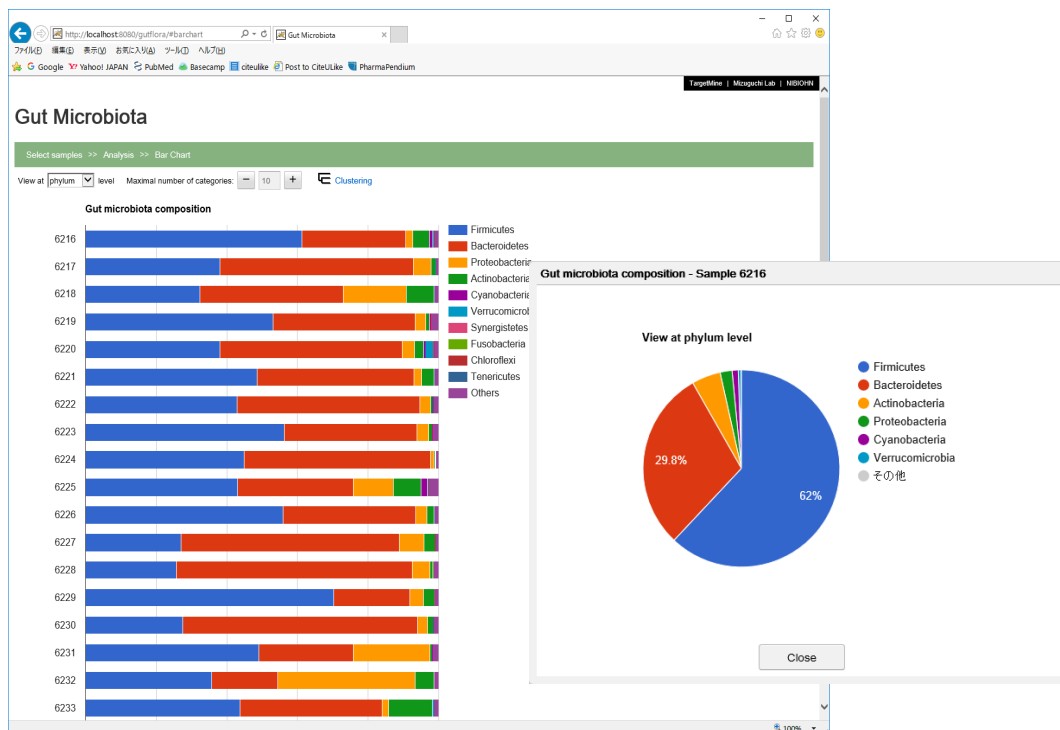 http://localhost:8080/gutflora/#barchart
Gut Microbiota
ファイル(F) 編集(E) 表示(V) お気に入り(A) ツール(T) ヘルプ(H)
Google Yahoo! JAPAN PubMed Basecamp citeulike Post to CiteULike PharmaPendium
TargetMine | Mizuguchi Lab | NIBIOHN
Gut Microbiota
Select samples >> Analysis >> Bar Chart
View at phylum level Maximal number of categories: − 10 + Clustering
Gut microbiota composition
6216
6217
6218
6219
6220
6221
6222
6223
6224
6225
6226
6227
6228
6229
6230
6231
6232
6233
Firmicutes
Bacteroidetes
Proteobacteria
Actinobacteria
Cyanobacteria
Verrucomicrob
Synergistetes
Fusobacteria
Chloroflexi
Tenericutes
Others
Gut microbiota composition - Sample 6216
View at phylum level
29.8%
62%
Firmicutes
Bacteroidetes
Actinobacteria
Proteobacteria
Cyanobacteria
Verrucomicrobia
その他
Close
100%